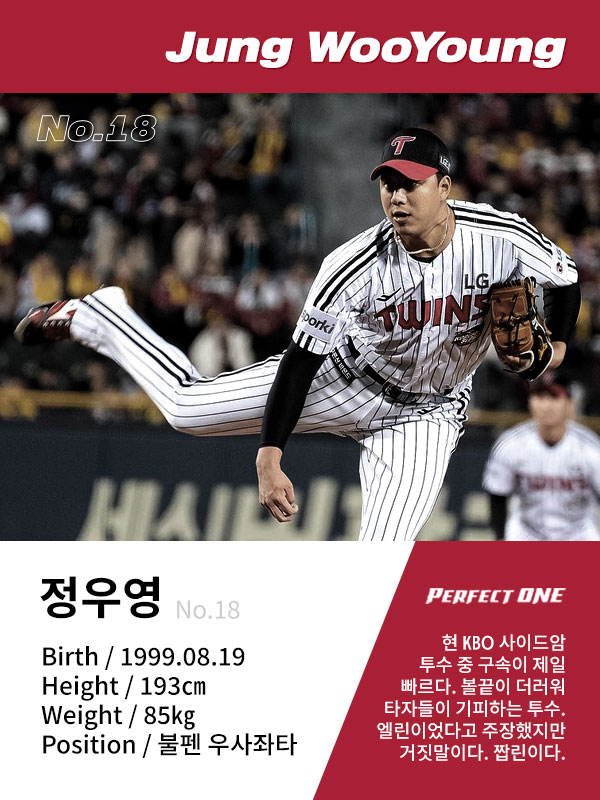 Jung WooYoung
No.18
T
LG
LG
TWINS
borki
TWINS
정우영 No.18
Birth / 1999.08.19
Height / 193㎝
Weight / 85㎏
Position / 불펜 우사좌타
PERFECT ONE
현 KBO 사이드암
투수 중 구속이 제일
빠르다. 볼끝이 더러워
타자들이 기피하는 투수.
엘린이었다고 주장했지만
거짓말이다. 짭린이다.